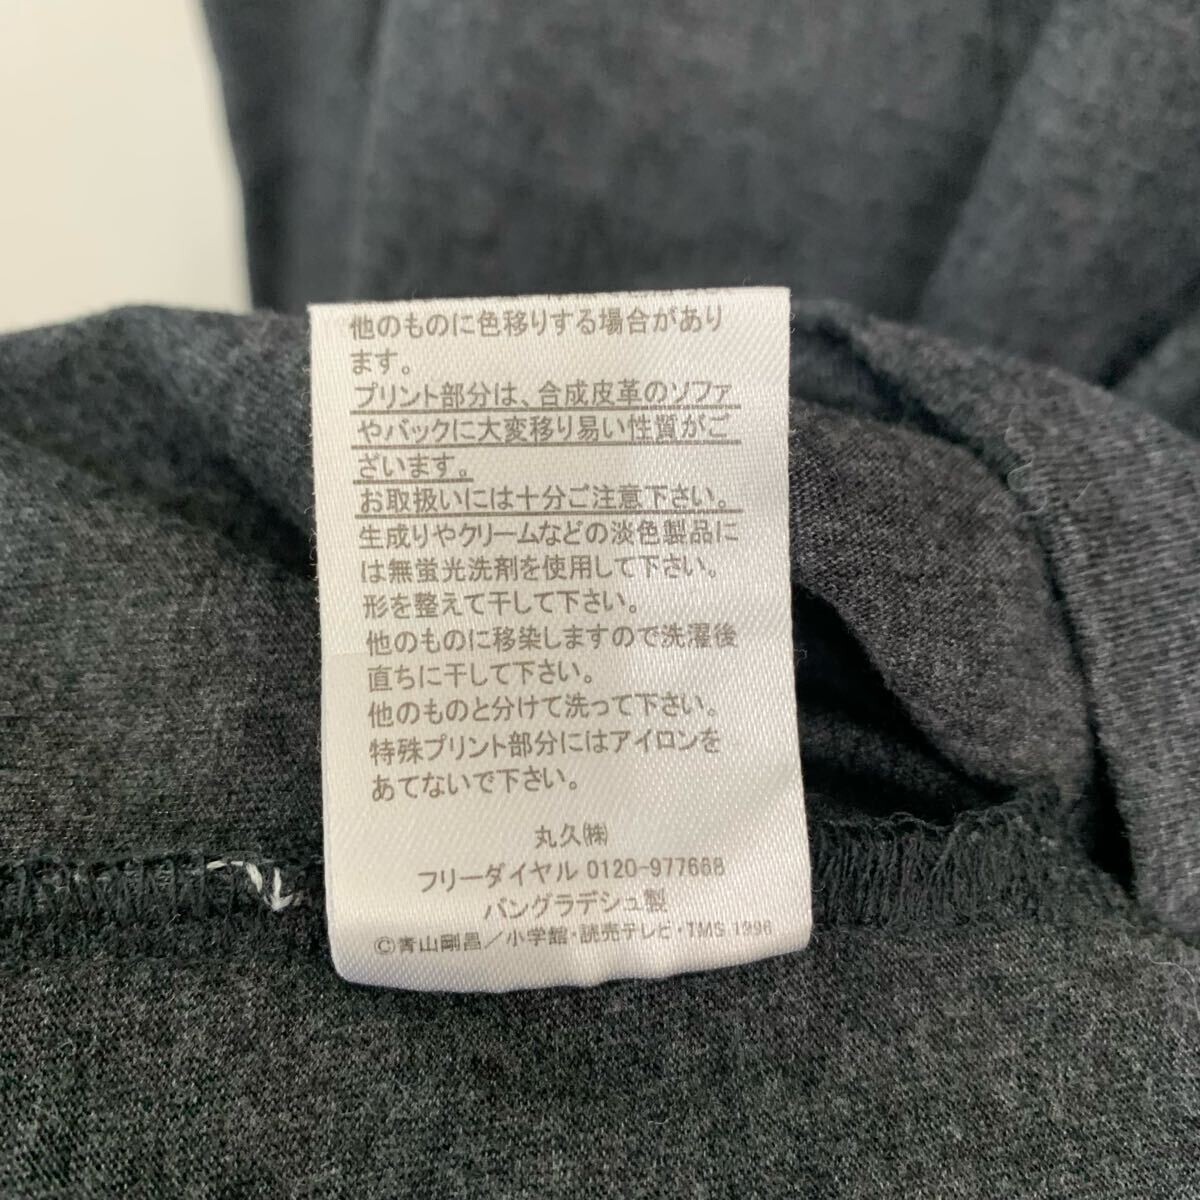 他のものに色移りする場合があり
ます。
プリント部分は、合成皮革のソファ
やバックに大変移り易い性質がご
ざいます。
お取扱いには十分ご注意下さい。
生成りやクリームなどの淡色製品に
は無蛍光洗剤を使用して下さい。
形を整えて干して下さい。
他のものに移染しますので洗濯後
直ちに干して下さい。
他のものと分けて洗って下さい。
特殊プリント部分にはアイロンを
あてないで下さい。
丸久㈱
フリーダイヤル 0120-977668
バングラデシュ製
©青山剛昌／小学館・読売テレビ・TMS 1996